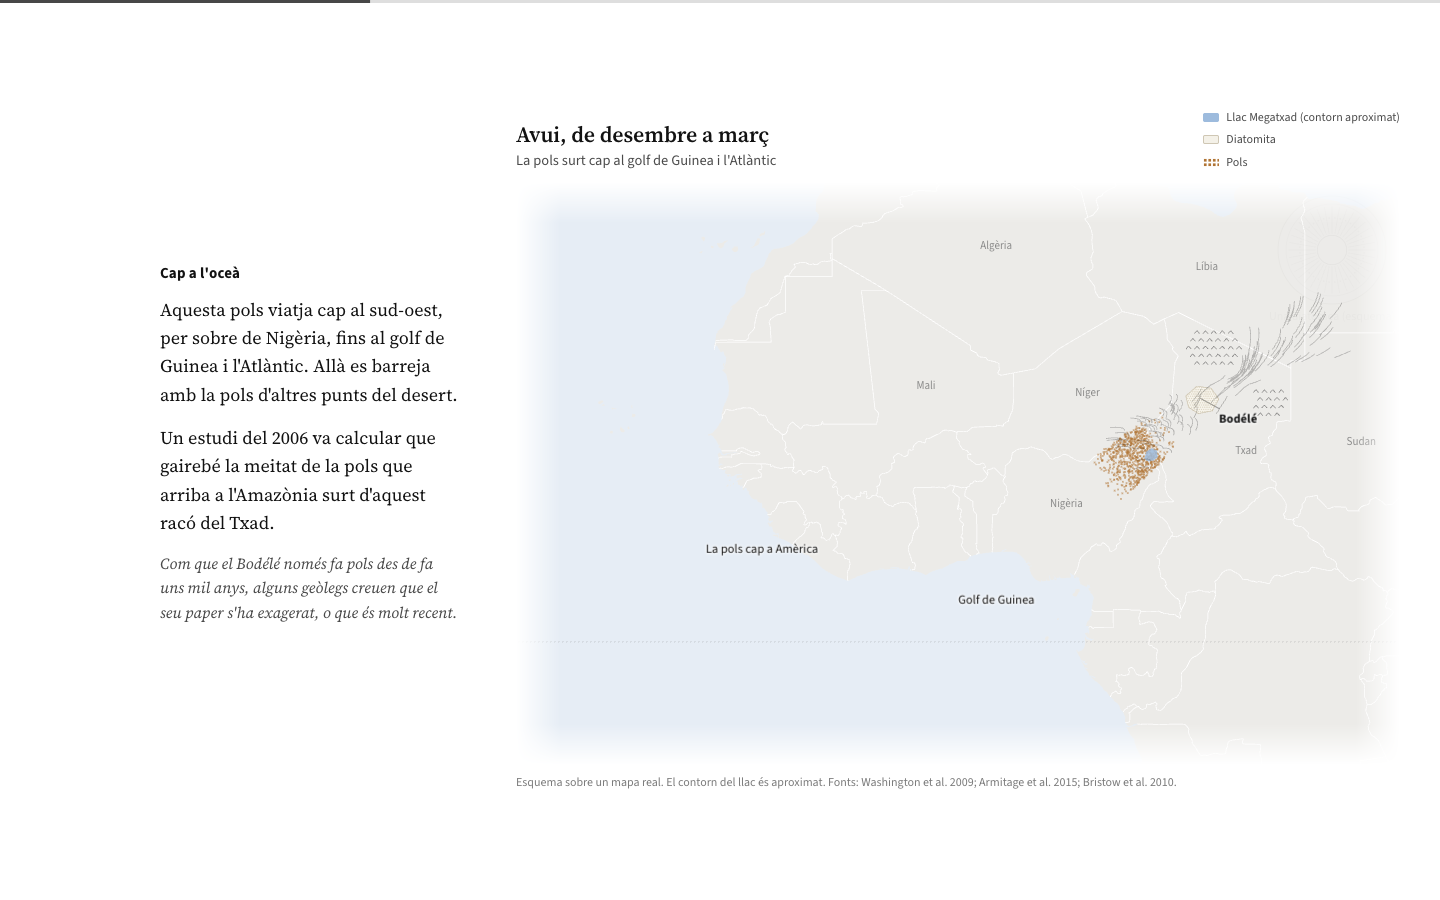 Avui, de desembre a març
La pols surt cap al golf de Guinea i l'Atlàntic
Llac Megatxad (contorn aproximat)
Diatomita
Pols
Cap a l'oceà
Aquesta pols viatja cap al sud-oest,
per sobre de Nigèria, fins al golf de
Guinea i l'Atlàntic. Allà es barreja
amb la pols d'altres punts del desert.
Un estudi del 2006 va calcular que
gairebé la meitat de la pols que
arriba a l'Amazònia surt d'aquest
racó del Txad.
Com que el Bodélé només fa pols des de fa
uns mil anys, alguns geòlegs creuen que el
seu paper s'ha exagerat, o que és molt recent.
Algèria
Líbia
Mali
Níger
Bodélé
Txad
Sudan
Nigèria
La pols cap a Amèrica
Golf de Guinea
Esquema sobre un mapa real. El contorn del llac és aproximat. Fonts: Washington et al. 2009; Armitage et al. 2015; Bristow et al. 2010.